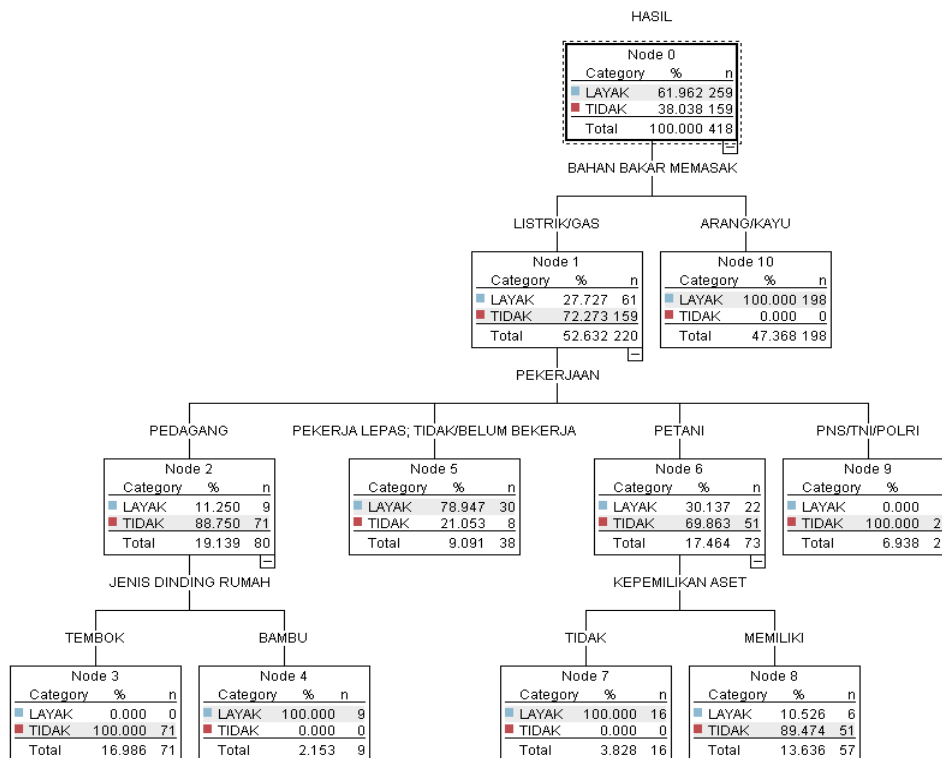 HASIL
Node 0
Category % n
LAYAK 61.962 259
TIDAK 38.038 159
Total 100.000 418
BAHAN BAKAR MEMASAK
LISTRIK/GAS
ARANG/KAYU
Node 1
Category % n
LAYAK 27.727 61
TIDAK 72.273 159
Total 52.632 220
Node 10
Category % n
LAYAK 100.000 198
TIDAK 0.000 0
Total 47.368 198
PEKERJAAN
PEDAGANG
PEKERJA LEPAS; TIDAK/BELUM BEKERJA
PETANI
PNS/TNI/POLRI
Node 2
Category % n
LAYAK 11.250 9
TIDAK 88.750 71
Total 19.139 80
Node 5
Category % n
LAYAK 78.947 30
TIDAK 21.053 8
Total 9.091 38
Node 6
Category % n
LAYAK 30.137 22
TIDAK 69.863 51
Total 17.464 73
Node 9
Category %
LAYAK 0.000
TIDAK 100.000 2
Total 6.938 2
JENIS DINDING RUMAH
KEPEMILIKAN ASET
TEMBOK
BAMBU
TIDAK
MEMILIKI
Node 3
Category % n
LAYAK 0.000 0
TIDAK 100.000 71
Total 16.986 71
Node 4
Category % n
LAYAK 100.000 9
TIDAK 0.000 0
Total 2.153 9
Node 7
Category % n
LAYAK 100.000 16
TIDAK 0.000 0
Total 3.828 16
Node 8
Category % n
LAYAK 10.526 6
TIDAK 89.474 51
Total 13.636 57